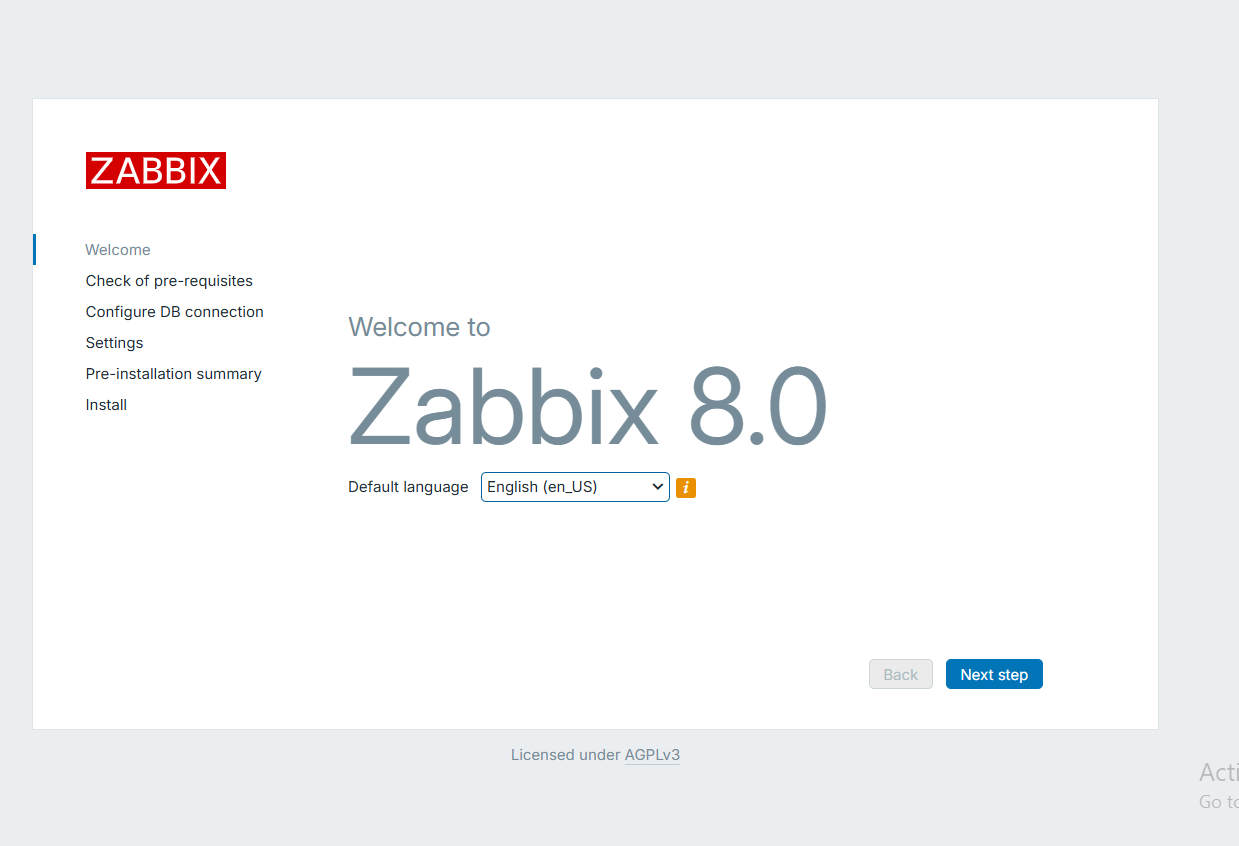 ZABBIX
Welcome
Check of pre-requisites
Configure DB connection
Settings
Pre-installation summary
Install
Welcome to
Zabbix 8.0
Default language English (en_US) i
Back Next step
Licensed under AGPLv3
Acti
Go to